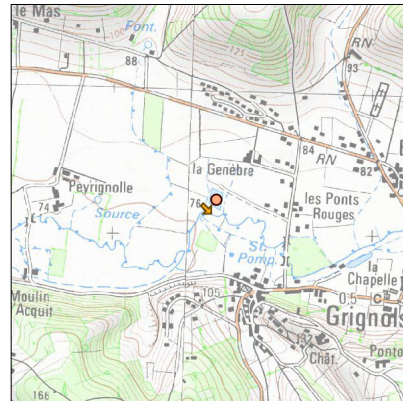 le Mas
Font.
100
125
88
RN
93
84
RN
82
la Genèbre
Peyrignolle
76
les Ponts
Rouges
74
Source
St.
Pomp.
la
Chapelle
Moulin
Acquit
105
0.5
C
Grignols
132
Chât.
Ponto
166